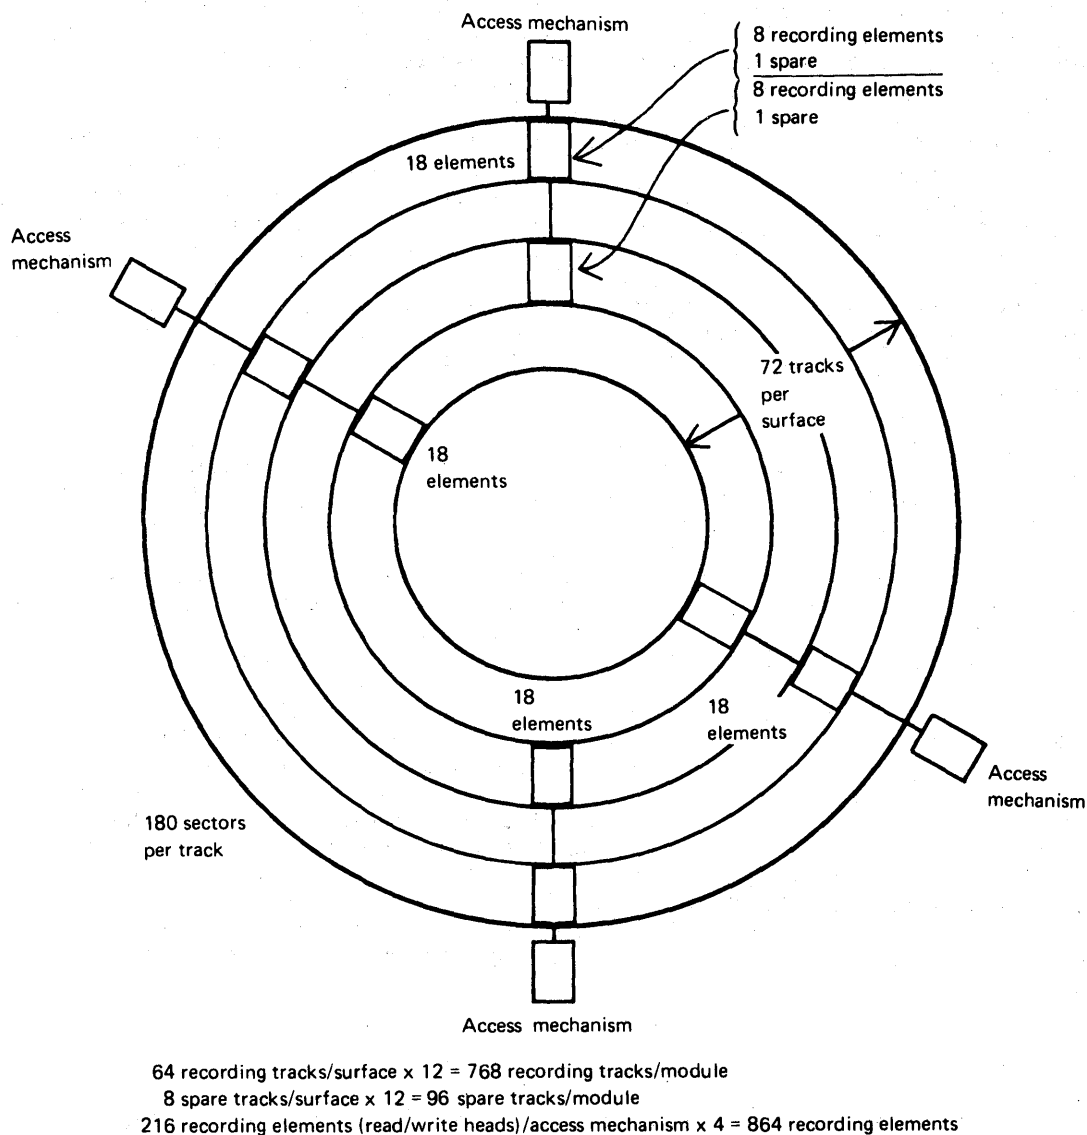 Access mechanism
8 recording elements
1 spare
8 recording elements
1 spare
18 elements
Access
mechanism
72 tracks
per
surface
18
elements
18
elements
18
elements
Access
mechanism
180 sectors
per track
Access mechanism
64 recording tracks/surface x 12 = 768 recording tracks/module
8 spare tracks/surface x 12 = 96 spare tracks/module
216 recording elements (read/write heads)/access mechanism x 4 = 864 recording elements